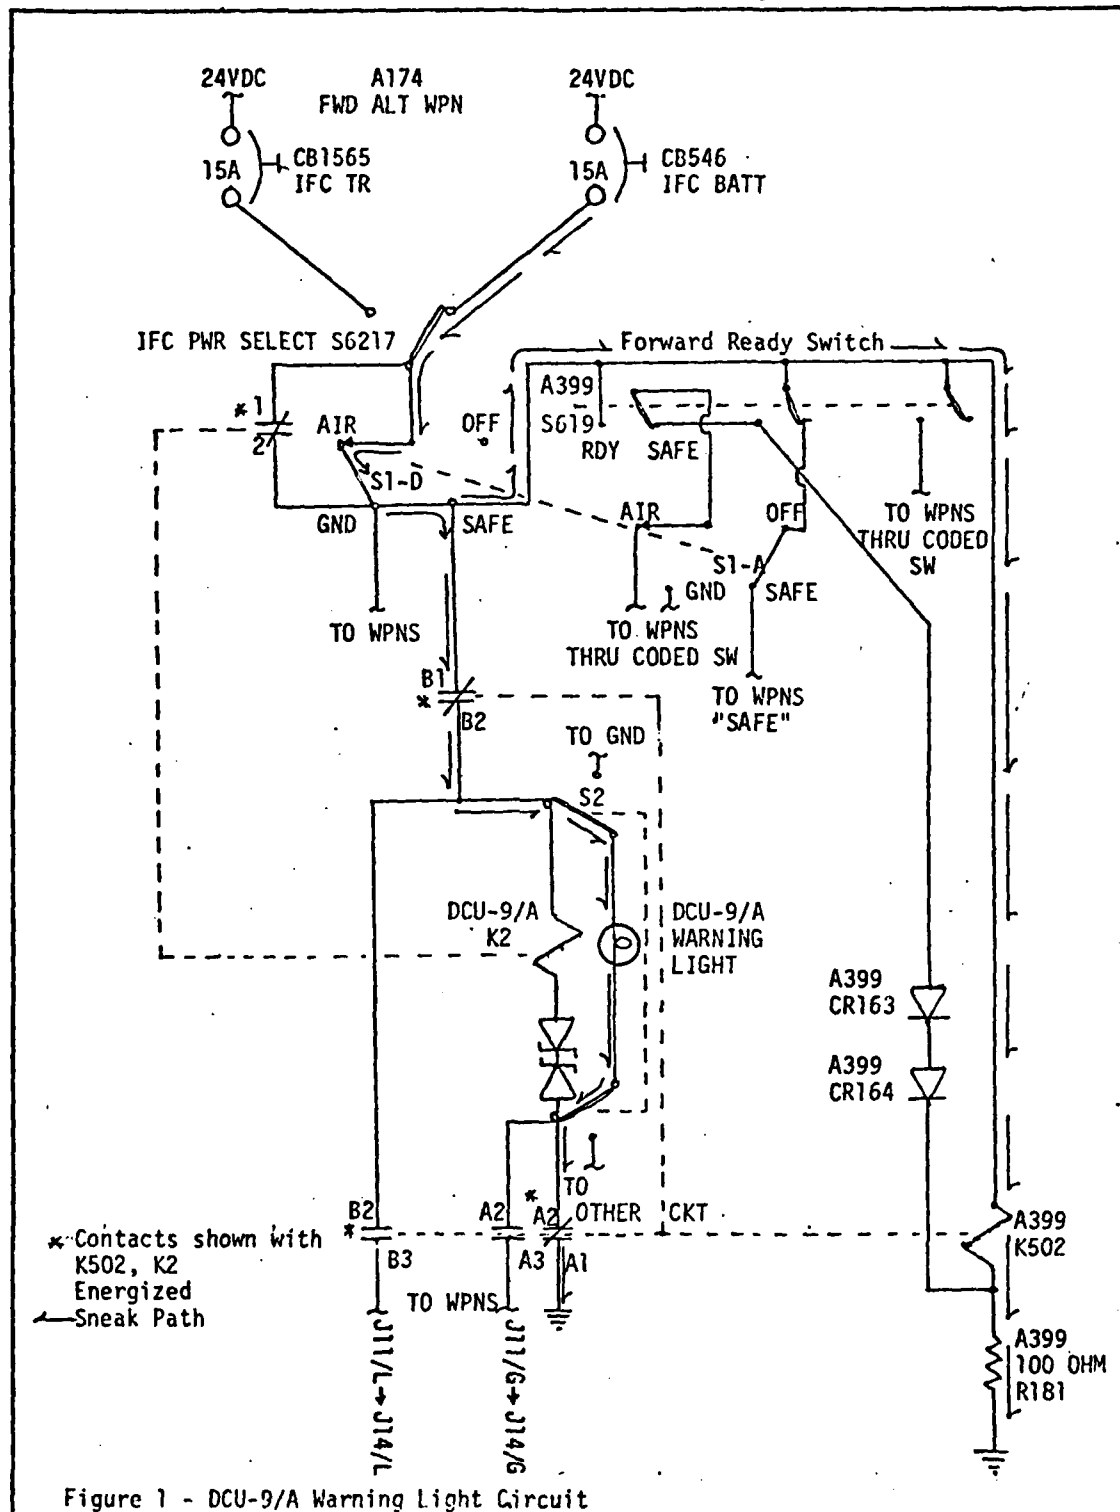 24VDC
A174
FWD ALT WPN
24VDC
15A
CB1565
IFC TR
15A
CB546
IFC BATT
IFC PWR SELECT S6217
Forward Ready Switch
*1
2
AIR
OFF
S1-D
GND
SAFE
A399
S619
RDY
SAFE
AIR
OFF
S1-A
GND
SAFE
TO WPNS
THRU CODED
SW
TO WPNS
TO WPNS
THRU CODED SW
TO WPNS
"SAFE"
B1
*
B2
TO GND
S2
DCU-9/A
K2
DCU-9/A
WARNING
LIGHT
A399
CR163
A399
CR164
TO
OTHER CKT
B2
*
B3
A2
A3
*
A2
A1
A399
K502
TO WPNS
J11/L→J14/L
J11/G→J14/G
A399
100 OHM
R181
* Contacts shown with
K502, K2
Energized
Sneak Path
Figure 1 - DCU-9/A Warning Light Circuit